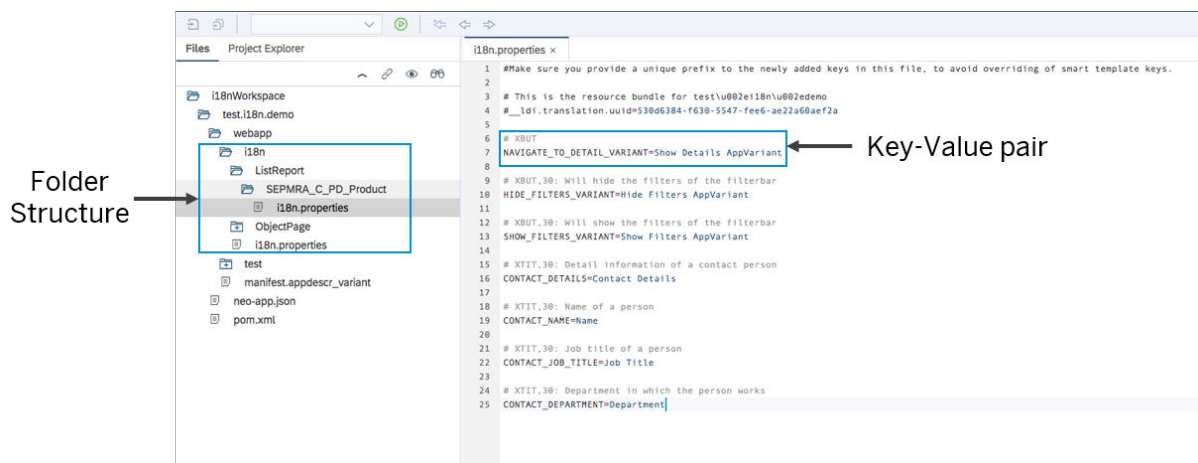 Files Project Explorer
i18nWorkspace
test.i18n.demo
webapp
i18n
ListReport
SEPMRA_C_PD_Product
i18n.properties
ObjectPage
i18n.properties
test
manifest.appdescr_variant
neo-app.json
pom.xml
Folder
Structure
i18n.properties ×
1 #Make sure you provide a unique prefix to the newly added keys in this file, to avoid overriding of smart template keys.
2
3 # This is the resource bundle for test\u002ei18n\u002edemo
4 #__ldi.translation.uuid=530d6384-f630-5547-fee6-ae22a60aef2a
5
6 # XBUT
7 NAVIGATE_TO_DETAIL_VARIANT=Show Details AppVariant
8
9 # XBUT,30: Will hide the filters of the filterbar
10 HIDE_FILTERS_VARIANT=Hide Filters AppVariant
11
12 # XBUT,30: Will show the filters of the filterbar
13 SHOW_FILTERS_VARIANT=Show Filters AppVariant
14
15 # XTIT,30: Detail information of a contact person
16 CONTACT_DETAILS=Contact Details
17
18 # XTIT,30: Name of a person
19 CONTACT_NAME=Name
20
21 # XTIT,30: Job title of a person
22 CONTACT_JOB_TITLE=Job Title
23
24 # XTIT,30: Department in which the person works
25 CONTACT_DEPARTMENT=Department
Key-Value pair